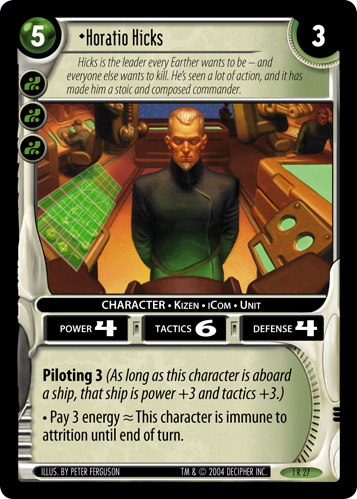 5 •Horatio Hicks 3
Hicks is the leader every Earther wants to be – and
everyone else wants to kill. He's seen a lot of action, and it has
made him a stoic and composed commander.
CHARACTER • KIZEN • ICOM • UNIT
POWER 4 TACTICS 6 DEFENSE 4
Piloting 3 (As long as this character is aboard
a ship, that ship is power +3 and tactics +3.)
• Pay 3 energy ≈ This character is immune to
attrition until end of turn.
ILLUS. BY PETER FERGUSON TM & © 2004 DECIPHER INC. 1 R 27